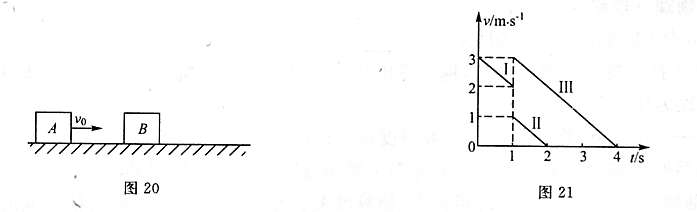 A
v₀
B
图 20
v/m·s⁻¹
3
2
1
0
I
II
III
1 2 3 4 t/s
图 21